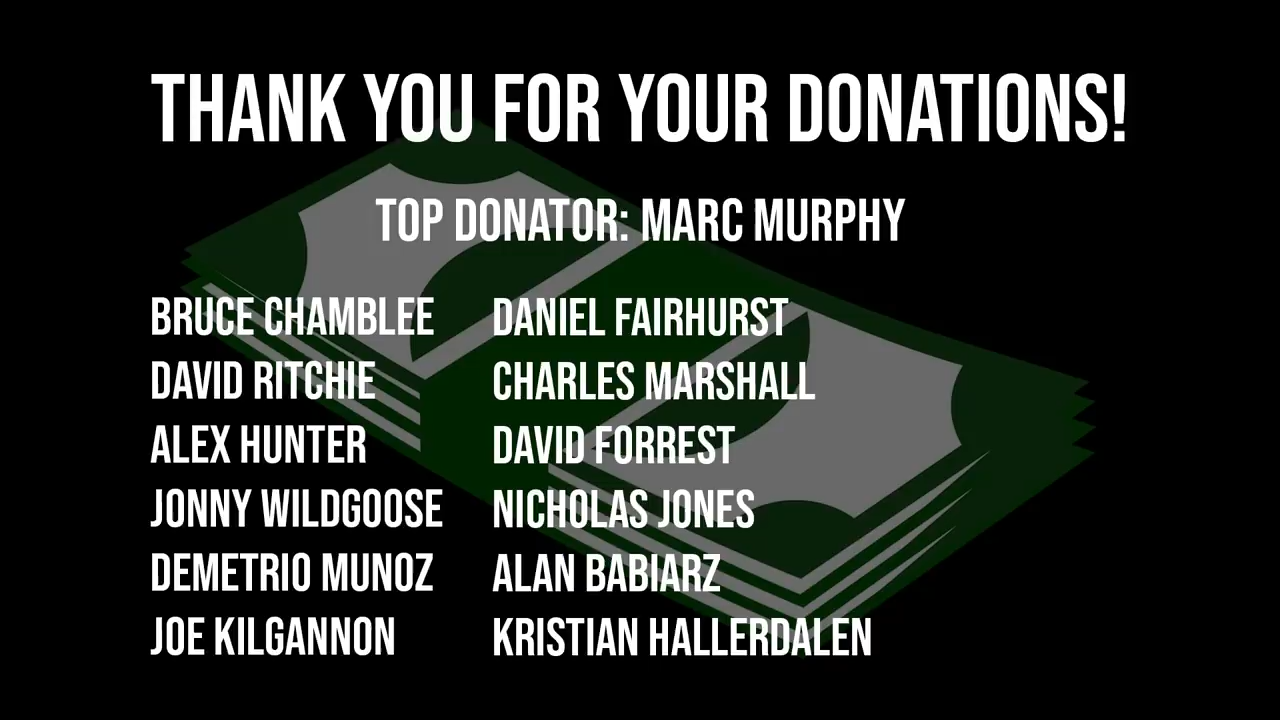 THANK YOU FOR YOUR DONATIONS!
TOP DONATOR: MARC MURPHY
BRUCE CHAMBLEE
DAVID RITCHIE
ALEX HUNTER
JONNY WILDGOOSE
DEMETRIO MUNOZ
JOE KILGANNON
DANIEL FAIRHURST
CHARLES MARSHALL
DAVID FORREST
NICHOLAS JONES
ALAN BABIARZ
KRISTIAN HALLERDALEN